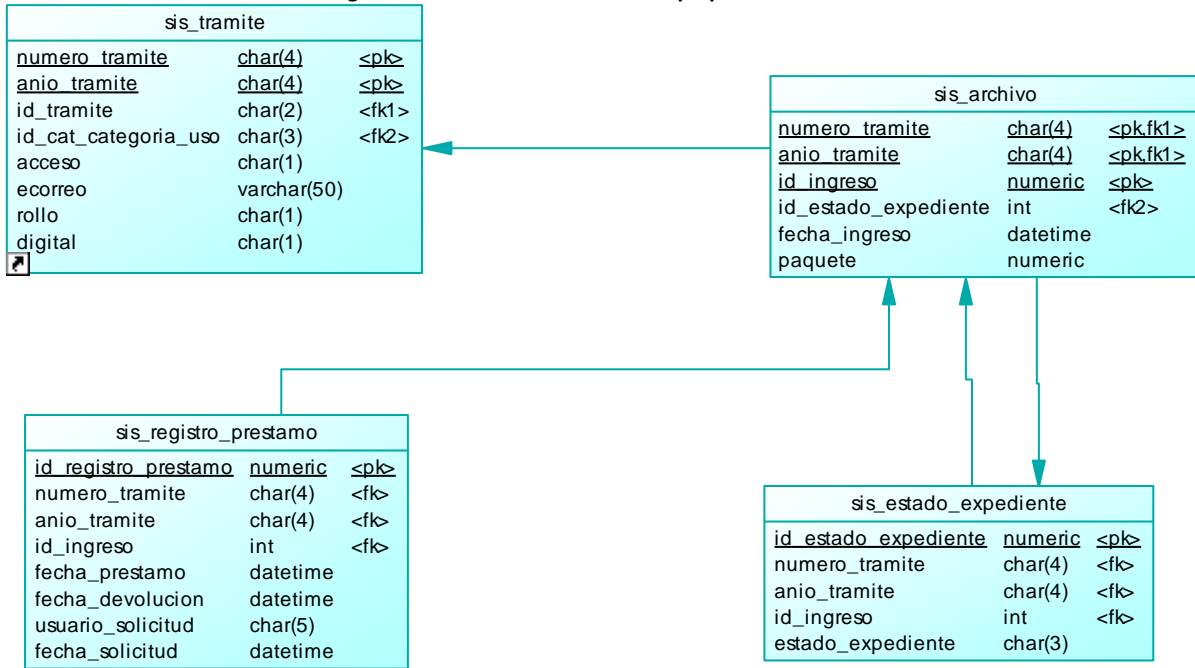 sis_tramite
numero_tramite char(4) <pk>
anio_tramite char(4) <pk>
id_tramite char(2) <fk1>
id_cat_categoria_uso char(3) <fk2>
acceso char(1)
ecorreo varchar(50)
rollo char(1)
digital char(1)
sis_archivo
numero_tramite char(4) <pk,fk1>
anio_tramite char(4) <pk,fk1>
id_ingreso numeric <pk>
id_estado_expediente int <fk2>
fecha_ingreso datetime
paquete numeric
sis_registro_prestamo
id_registro_prestamo numeric <pk>
numero_tramite char(4) <fk>
anio_tramite char(4) <fk>
id_ingreso int <fk>
fecha_prestamo datetime
fecha_devolucion datetime
usuario_solicitud char(5)
fecha_solicitud datetime
sis_estado_expediente
id_estado_expediente numeric <pk>
numero_tramite char(4) <fk>
anio_tramite char(4) <fk>
id_ingreso int <fk>
estado_expediente char(3)